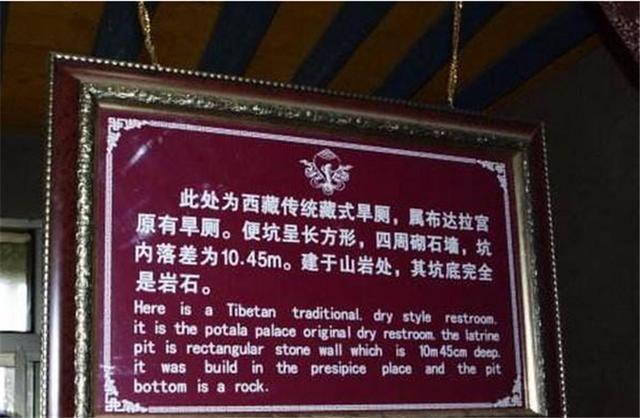 此处为西藏传统藏式旱厕，属布达拉宫
原有旱厕。便坑呈长方形，四周砌石墙，坑
内落差为10.45m。建于山岩处，其坑底完全
是岩石。
Here is a Tibetan traditional. dry style restroom.
it is the potala palace original dry restroom. the latrine
pit is rectangular stone wall which is 10m45cm deep.
it was build in the presipice place and the pit
bottom is a rock.